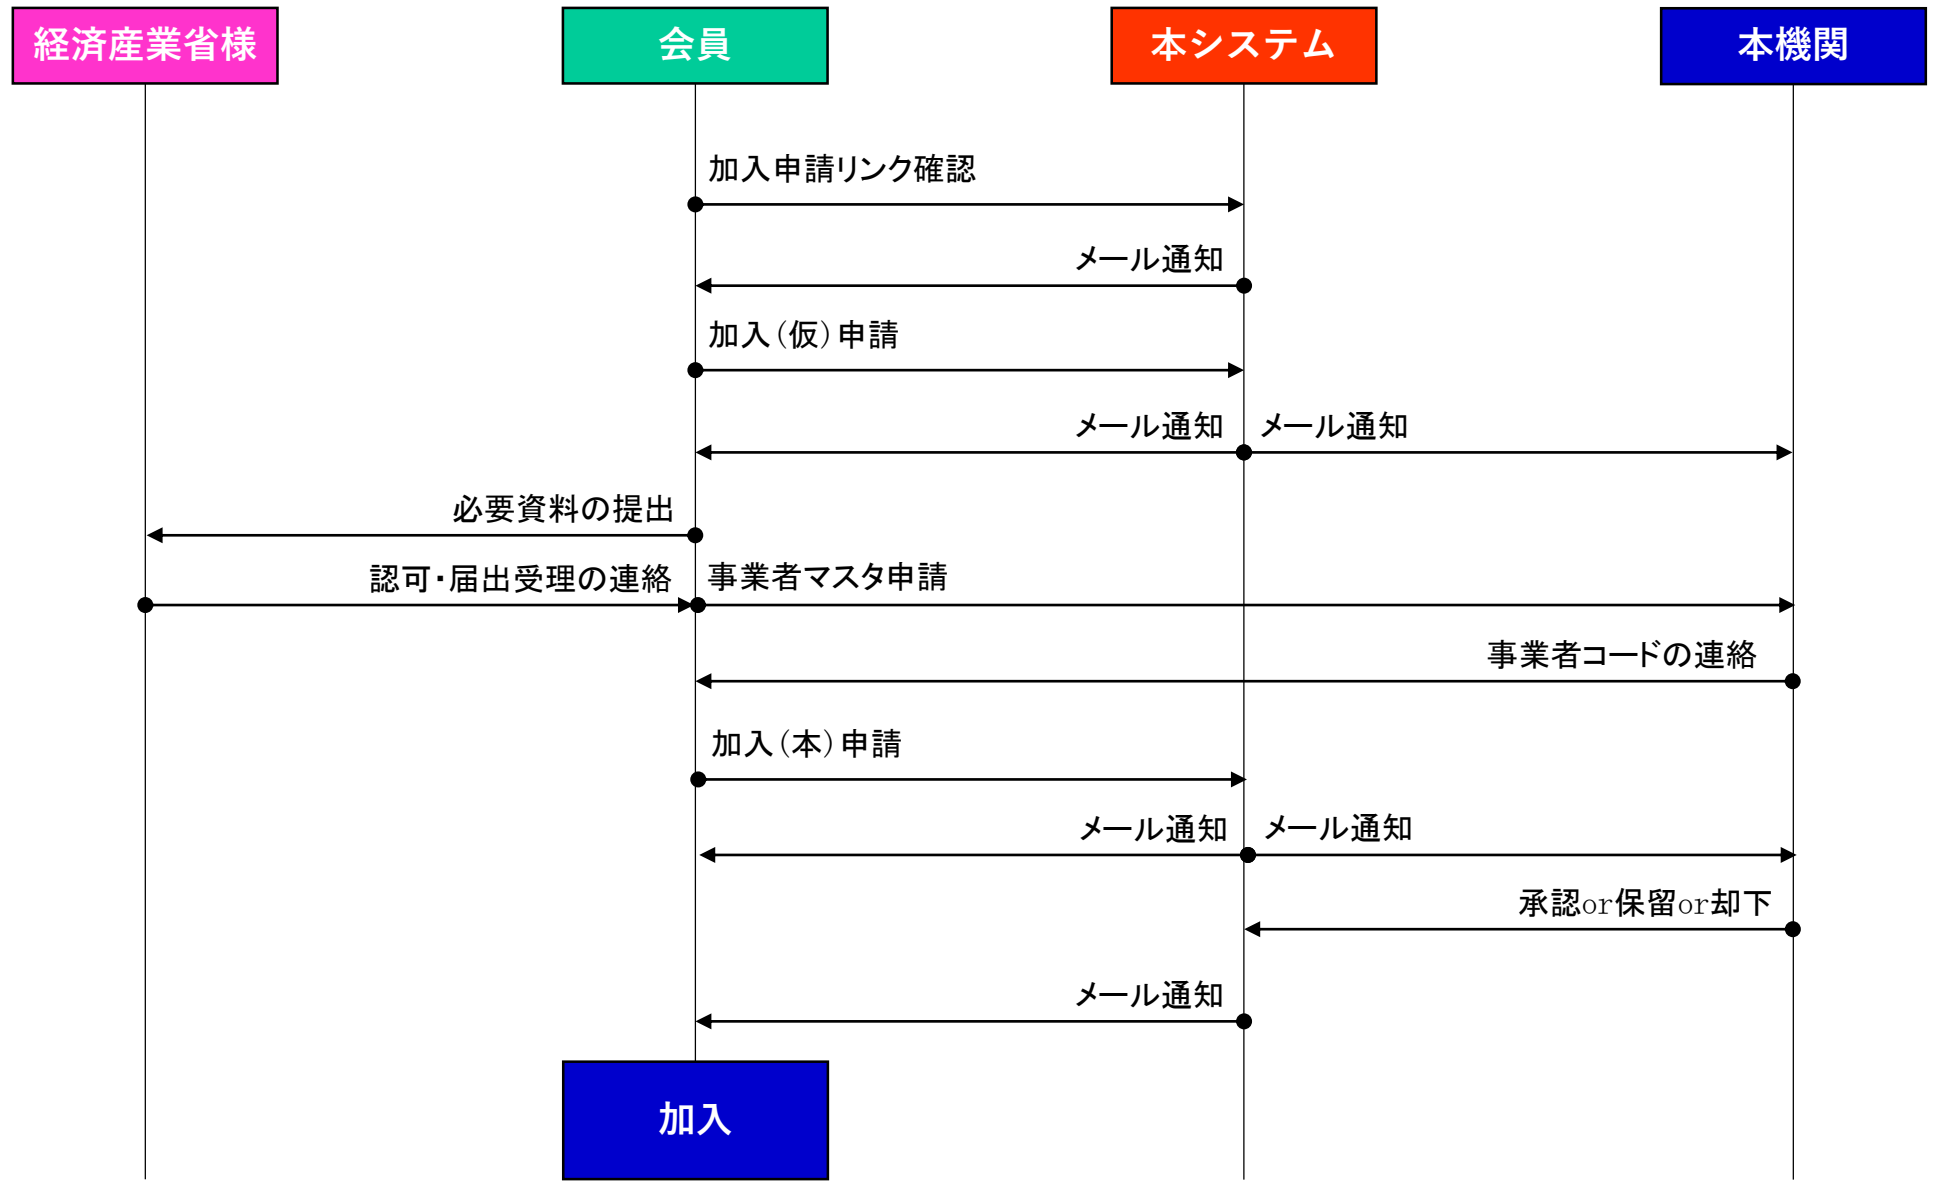 経済産業省様
会員
本システム
本機関
加入申請リンク確認
メール通知
加入（仮）申請
メール通知
メール通知
必要資料の提出
認可・届出受理の連絡
事業者マスタ申請
事業者コードの連絡
加入（本）申請
メール通知
メール通知
承認or保留or却下
メール通知
加入